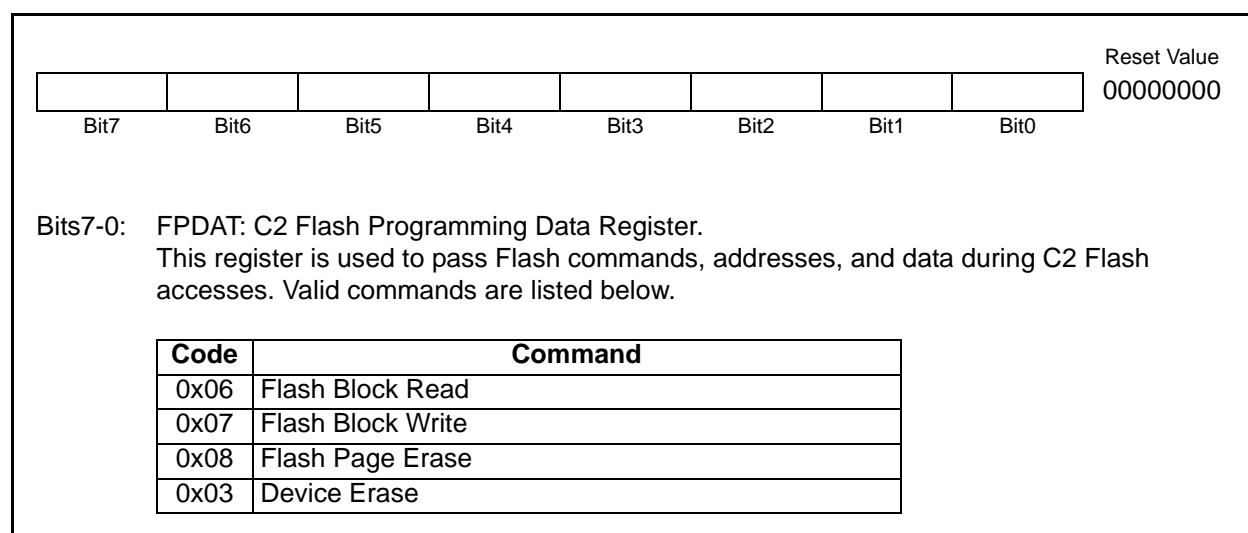 Reset Value
00000000
Bit7 Bit6 Bit5 Bit4 Bit3 Bit2 Bit1 Bit0
Bits7-0: FPDAT: C2 Flash Programming Data Register.
This register is used to pass Flash commands, addresses, and data during C2 Flash
accesses. Valid commands are listed below.
Code Command
0x06 Flash Block Read
0x07 Flash Block Write
0x08 Flash Page Erase
0x03 Device Erase